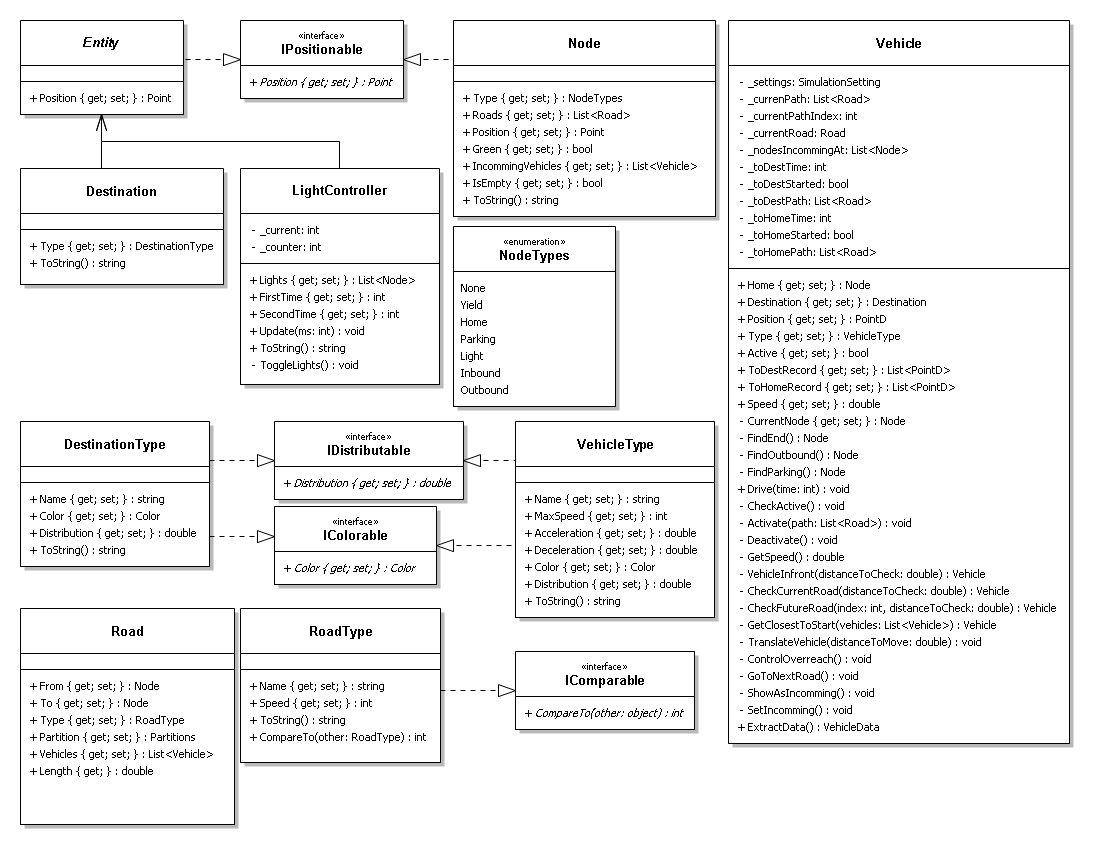 Entity
+ Position { get; set; } : Point
«interface»
IPositionable
+ Position { get; set; } : Point
Node
+ Type { get; set; } : NodeTypes
+ Roads { get; set; } : List<Road>
+ Position { get; set; } : Point
+ Green { get; set; } : bool
+ IncommingVehicles { get; set; } : List<Vehicle>
+ IsEmpty { get; set; } : bool
+ ToString() : string
Vehicle
- _settings: SimulationSetting
- _currenPath: List<Road>
- _currentPathIndex: int
- _currentRoad: Road
- _nodesIncommingAt: List<Node>
- _toDestTime: int
- _toDestStarted: bool
- _toDestPath: List<Road>
- _toHomeTime: int
- _toHomeStarted: bool
- _toHomePath: List<Road>
+ Home { get; set; } : Node
+ Destination { get; set; } : Destination
+ Position { get; set; } : PointD
+ Type { get; set; } : VehicleType
+ Active { get; set; } : bool
+ ToDestRecord { get; set; } : List<PointD>
+ ToHomeRecord { get; set; } : List<PointD>
+ Speed { get; set; } : double
- CurrentNode { get; set; } : Node
- FindEnd() : Node
- FindOutbound() : Node
- FindParking() : Node
+ Drive(time: int) : void
- CheckActive() : void
- Activate(path: List<Road>) : void
- Deactivate() : void
- GetSpeed() : double
- VehicleInfront(distanceToCheck: double) : Vehicle
- CheckCurrentRoad(distanceToCheck: double) : Vehicle
- CheckFutureRoad(index: int, distanceToCheck: double) : Vehicle
- GetClosestToStart(vehicles: List<Vehicle>) : Vehicle
- TranslateVehicle(distanceToMove: double) : void
- ControlOverreach() : void
- GoToNextRoad() : void
- ShowAsIncomming() : void
- SetIncomming() : void
+ ExtractData() : VehicleData
Destination
+ Type { get; set; } : DestinationType
+ ToString() : string
LightController
- _current: int
- _counter: int
+ Lights { get; set; } : List<Node>
+ FirstTime { get; set; } : int
+ SecondTime { get; set; } : int
+ Update(ms: int) : void
+ ToString() : string
- ToggleLights() : void
«enumeration»
NodeTypes
None
Yield
Home
Parking
Light
Inbound
Outbound
DestinationType
+ Name { get; set; } : string
+ Color { get; set; } : Color
+ Distribution { get; set; } : double
+ ToString() : string
«interface»
IDistributable
+ Distribution { get; set; } : double
«interface»
IColorable
+ Color { get; set; } : Color
VehicleType
+ Name { get; set; } : string
+ MaxSpeed { get; set; } : int
+ Acceleration { get; set; } : double
+ Deceleration { get; set; } : double
+ Color { get; set; } : Color
+ Distribution { get; set; } : double
+ ToString() : string
Road
+ From { get; set; } : Node
+ To { get; set; } : Node
+ Type { get; set; } : RoadType
+ Partition { get; set; } : Partitions
+ Vehicles { get; set; } : List<Vehicle>
+ Length { get; } : double
RoadType
+ Name { get; set; } : string
+ Speed { get; set; } : int
+ ToString() : string
+ CompareTo(other: RoadType) : int
«interface»
IComparable
+ CompareTo(other: object) : int